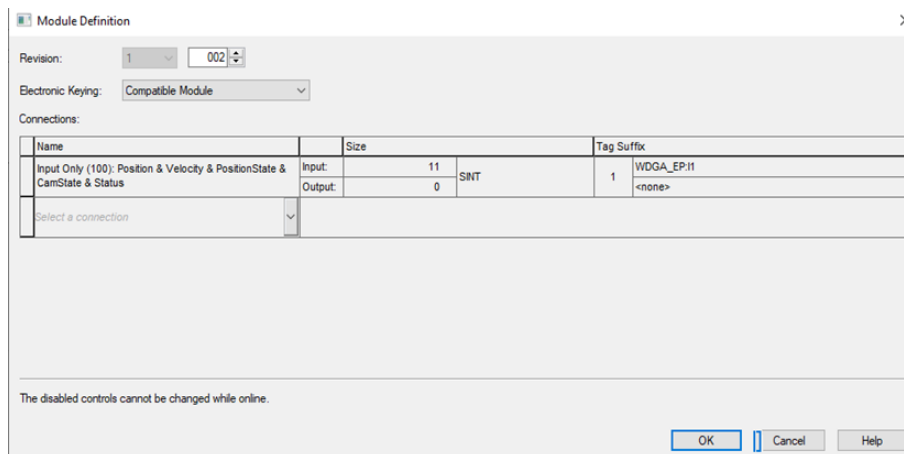 Module Definition
Revision: 1 002
Electronic Keying: Compatible Module
Connections:
Name Size Tag Suffix
Input Only (100): Position & Velocity & PositionState &
CamState & Status
Input: 11 SINT 1 WDGA_EP:I1
Output: 0 <none>
Select a connection
The disabled controls cannot be changed while online.
OK Cancel Help